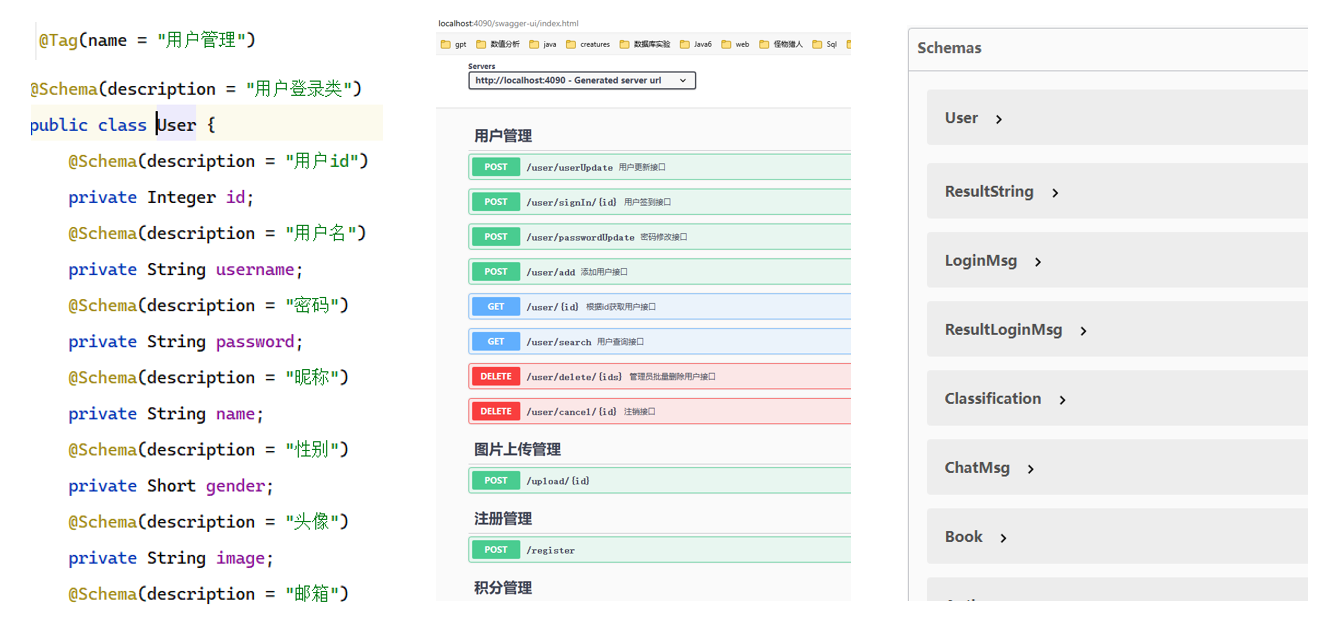 @Tag(name = "用户管理")
@Schema(description = "用户登录类")
public class User {
@Schema(description = "用户id")
private Integer id;
@Schema(description = "用户名")
private String username;
@Schema(description = "密码")
private String password;
@Schema(description = "昵称")
private String name;
@Schema(description = "性别")
private Short gender;
@Schema(description = "头像")
private String image;
@Schema(description = "邮箱")
localhost:4090/swagger-ui/index.html
gpt 数值分析 java creatures 数据库实验 Java6 web 怪物猎人 Sql
Servers
http://localhost:4090 - Generated server url
用户管理
POST /user/userUpdate 用户更新接口
POST /user/signIn/{id} 用户签到接口
POST /user/passwordUpdate 密码修改接口
POST /user/add 添加用户接口
GET /user/{id} 根据id获取用户接口
GET /user/search 用户查询接口
DELETE /user/delete/{ids} 管理员批量删除用户接口
DELETE /user/cancel/{id} 注销接口
图片上传管理
POST /upload/{id}
注册管理
POST /register
积分管理
Schemas
User
ResultString
LoginMsg
ResultLoginMsg
Classification
ChatMsg
Book